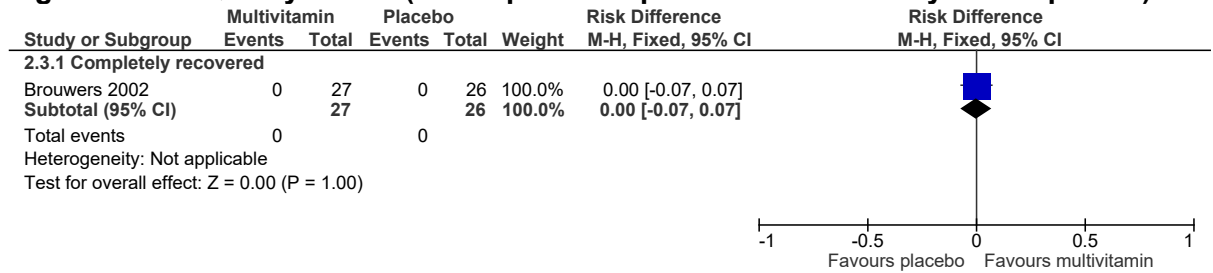 Multivitamin Placebo Risk Difference Risk Difference
Study or Subgroup Events Total Events Total Weight M-H, Fixed, 95% CI M-H, Fixed, 95% CI
2.3.1 Completely recovered
Brouwers 2002 0 27 0 26 100.0% 0.00 [-0.07, 0.07]
Subtotal (95% CI) 27 26 100.0% 0.00 [-0.07, 0.07]
Total events 0 0
Heterogeneity: Not applicable
Test for overall effect: Z = 0.00 (P = 1.00)
-1 -0.5 0 0.5 1
Favours placebo Favours multivitamin